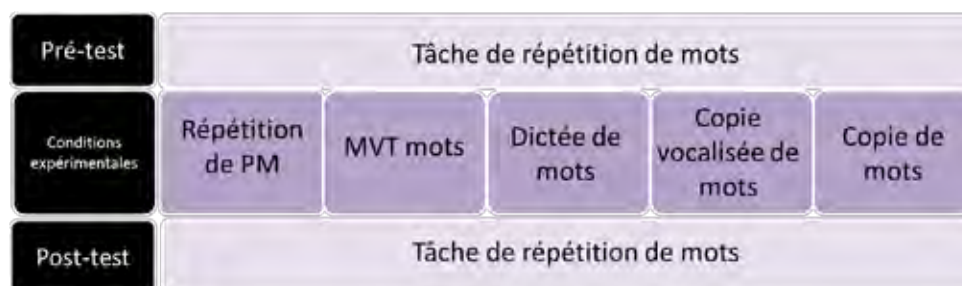 Pré-test
Tâche de répétition de mots
Conditions
expérimentales
Répétition
de PM
MVT mots
Dictée de
mots
Copie
vocalisée de
mots
Copie de
mots
Post-test
Tâche de répétition de mots